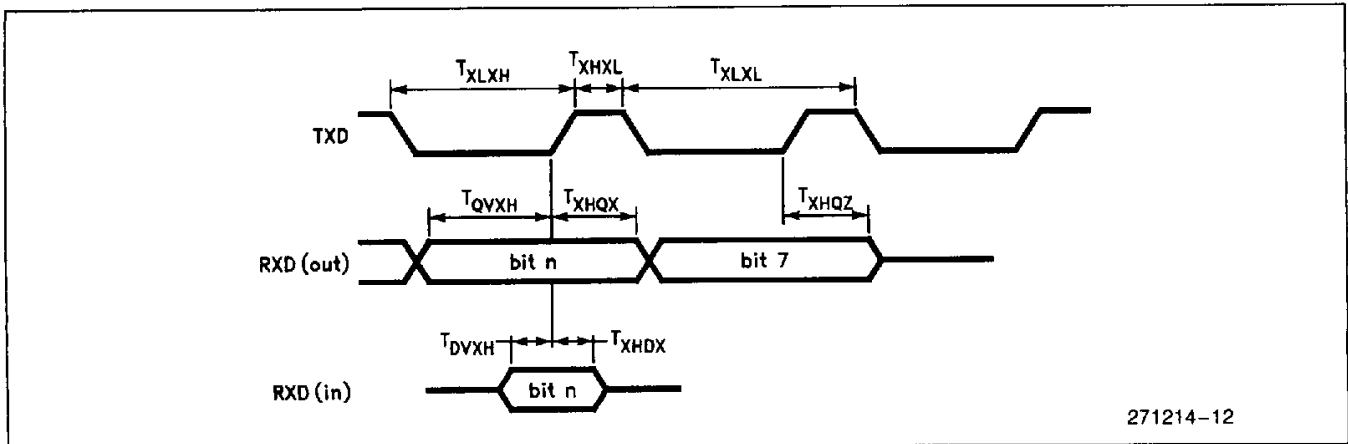 T_XLXH T_XHXL T_XLXL
TXD
T_QVXH T_XHQX T_XHQZ
RXD (out) bit n bit 7
T_DVXH T_XHDX
RXD (in) bit n
271214-12